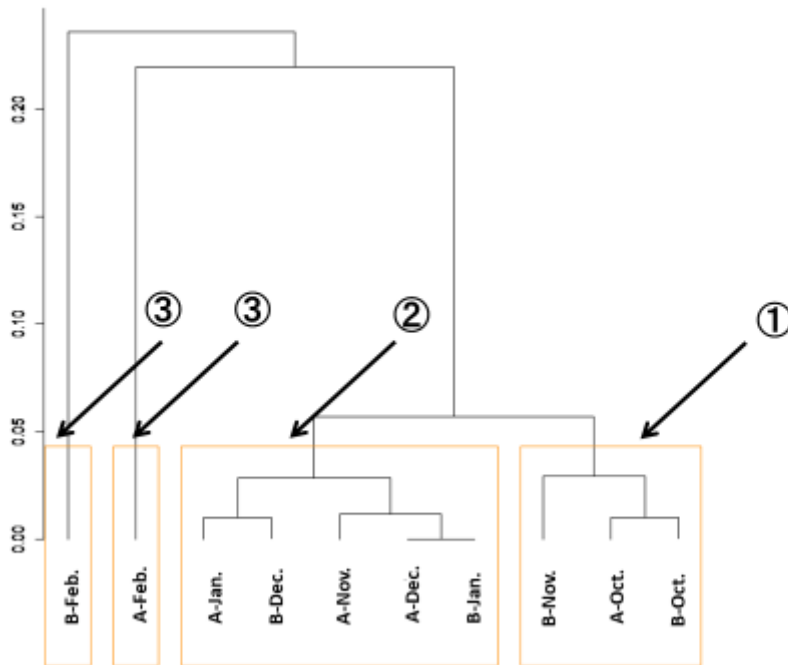 0.20
0.15
0.10
0.05
0.00
③
③
②
①
B-Feb.
A-Feb.
A-Jan.
B-Dec.
A-Nov.
A-Dec.
B-Jan.
B-Nov.
A-Oct.
B-Oct.